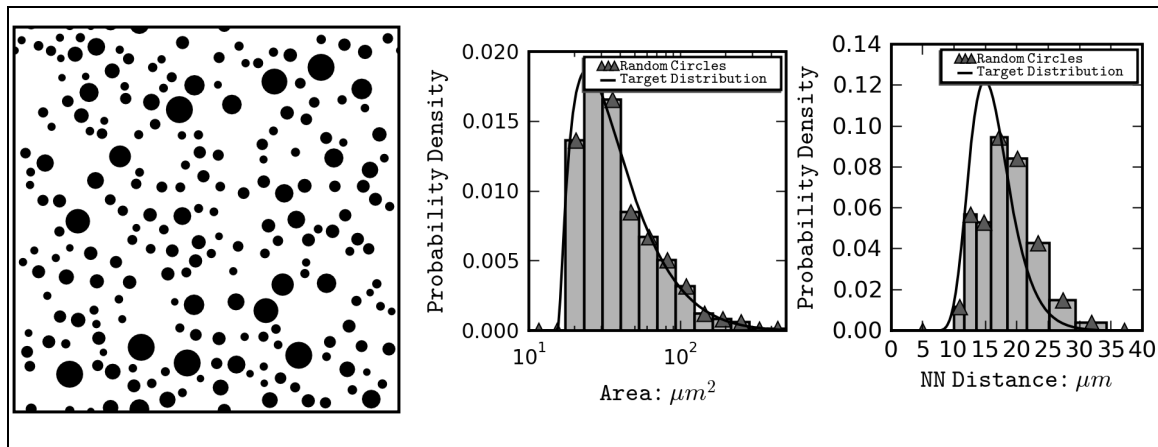 0.020
0.015
0.010
0.005
0.000
Probability Density
Random Circles
Target Distribution
10^1
10^2
Area: μm^2
0.14
0.12
0.10
0.08
0.06
0.04
0.02
0.00
Probability Density
Random Circles
Target Distribution
0 5 10 15 20 25 30 35 40
NN Distance: μm